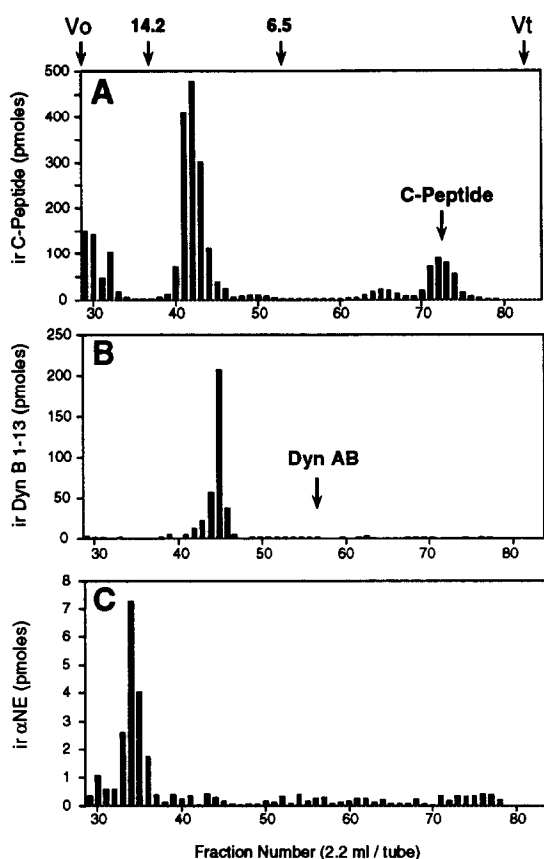 Vo 14.2 6.5 Vt
A
500
400
300
200
100
0
ir C-Peptide (pmoles)
C-Peptide
40 50 60 70 80
B
250
200
150
100
50
0
ir Dyn B 1-13 (pmoles)
Dyn AB
30 40 50 60 70 80
C
8
7
6
5
4
3
2
1
0
ir αNE (pmoles)
30 40 50 60 70 80
Fraction Number (2.2 ml / tube)